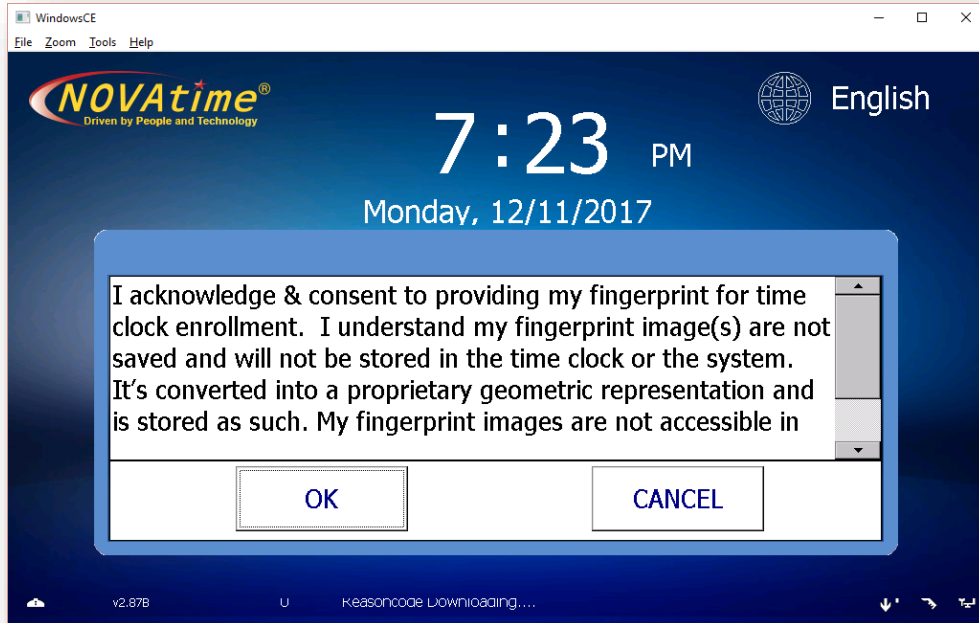 WindowsCE
File Zoom Tools Help
NOVAtime®
Driven by People and Technology
English
7:23 PM
Monday, 12/11/2017
I acknowledge & consent to providing my fingerprint for time
clock enrollment. I understand my fingerprint image(s) are not
saved and will not be stored in the time clock or the system.
It's converted into a proprietary geometric representation and
is stored as such. My fingerprint images are not accessible in
OK CANCEL
v2.87B U Reasoncode Downloading....